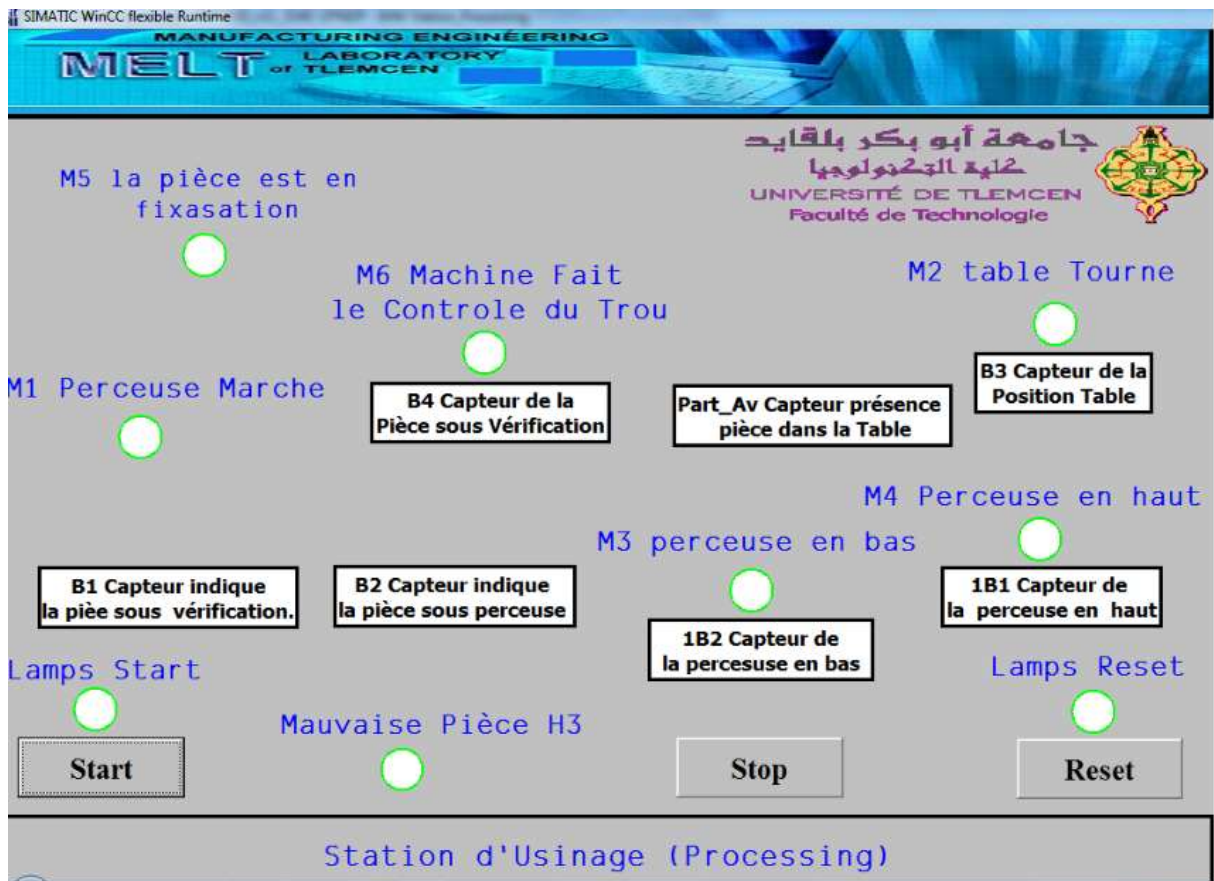 SIMATIC WinCC flexible Runtime
MANUFACTURING ENGINEERING
MELT LABORATORY
of TLEMCEN
جامعة أبو بكر بلقايد
كلية التكنولوجيا
UNIVERSITÉ DE TLEMCEN
Faculté de Technologie
M5 la pièce est en
fixasation
M6 Machine Fait
le Controle du Trou
M2 table Tourne
M1 Perceuse Marche
B4 Capteur de la
Pièce sous Vérification
Part_Av Capteur présence
pièce dans la Table
B3 Capteur de la
Position Table
M4 Perceuse en haut
M3 perceuse en bas
B1 Capteur indique
la pièe sous vérification.
B2 Capteur indique
la pièce sous perceuse
1B2 Capteur de
la percesuse en bas
1B1 Capteur de
la perceuse en haut
Lamps Start
Lamps Reset
Mauvaise Pièce H3
Start
Stop
Reset
Station d'Usinage (Processing)